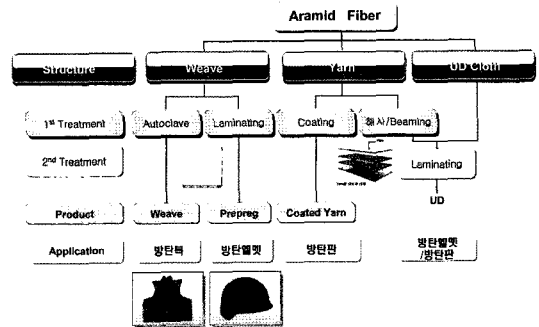 Aramid Fiber
Structure
Weave
Yarn
UD Cloth
1st Treatment
Autoclave
Laminating
Coating
해사/Beaming
2nd Treatment
Laminating
UD
Product
Weave
Prepreg
Coated Yarn
Application
방탄복
방탄헬멧
방탄판
방탄헬멧
/방탄판